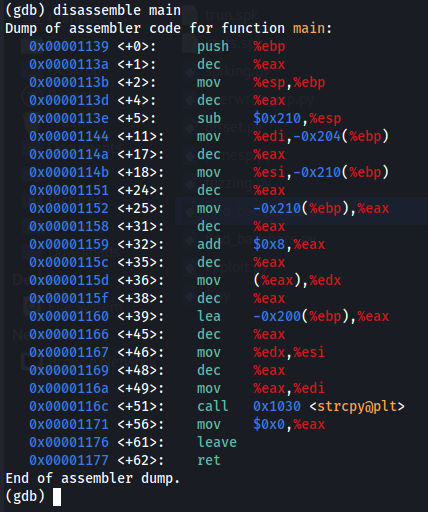 (gdb) disassemble main
Dump of assembler code for function main:
0x00001139 <+0>: push %ebp
0x0000113a <+1>: dec %eax
0x0000113b <+2>: mov %esp,%ebp
0x0000113d <+4>: dec %eax
0x0000113e <+5>: sub $0x210,%esp
0x00001144 <+11>: mov %edi,-0x204(%ebp)
0x0000114a <+17>: dec %eax
0x0000114b <+18>: mov %esi,-0x210(%ebp)
0x00001151 <+24>: dec %eax
0x00001152 <+25>: mov -0x210(%ebp),%eax
0x00001158 <+31>: dec %eax
0x00001159 <+32>: add $0x8,%eax
0x0000115c <+35>: dec %eax
0x0000115d <+36>: mov (%eax),%edx
0x0000115f <+38>: dec %eax
0x00001160 <+39>: lea -0x200(%ebp),%eax
0x00001166 <+45>: dec %eax
0x00001167 <+46>: mov %edx,%esi
0x00001169 <+48>: dec %eax
0x0000116a <+49>: mov %eax,%edi
0x0000116c <+51>: call 0x1030 <strcpy@plt>
0x00001171 <+56>: mov $0x0,%eax
0x00001176 <+61>: leave
0x00001177 <+62>: ret
End of assembler dump.
(gdb)